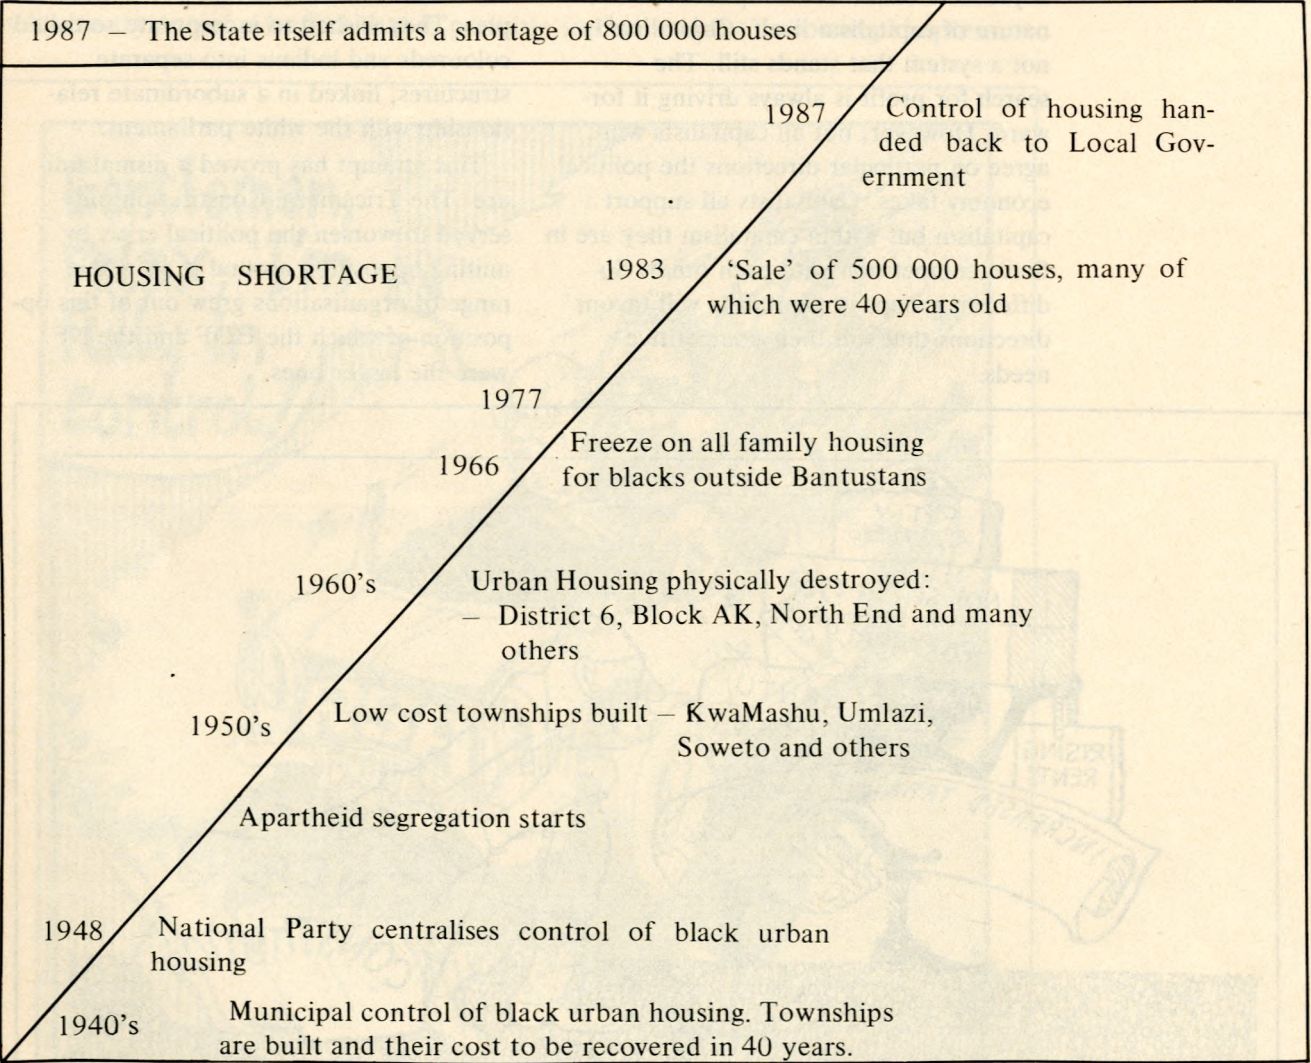 1987 – The State itself admits a shortage of 800 000 houses
1987 Control of housing han-
ded back to Local Gov-
ernment
HOUSING SHORTAGE
1983 'Sale' of 500 000 houses, many of
which were 40 years old
1977
Freeze on all family housing
1966 for blacks outside Bantustans
1960's Urban Housing physically destroyed:
– District 6, Block AK, North End and many
others
1950's Low cost townships built – KwaMashu, Umlazi,
Soweto and others
Apartheid segregation starts
1948 National Party centralises control of black urban
housing
1940's Municipal control of black urban housing. Townships
are built and their cost to be recovered in 40 years.